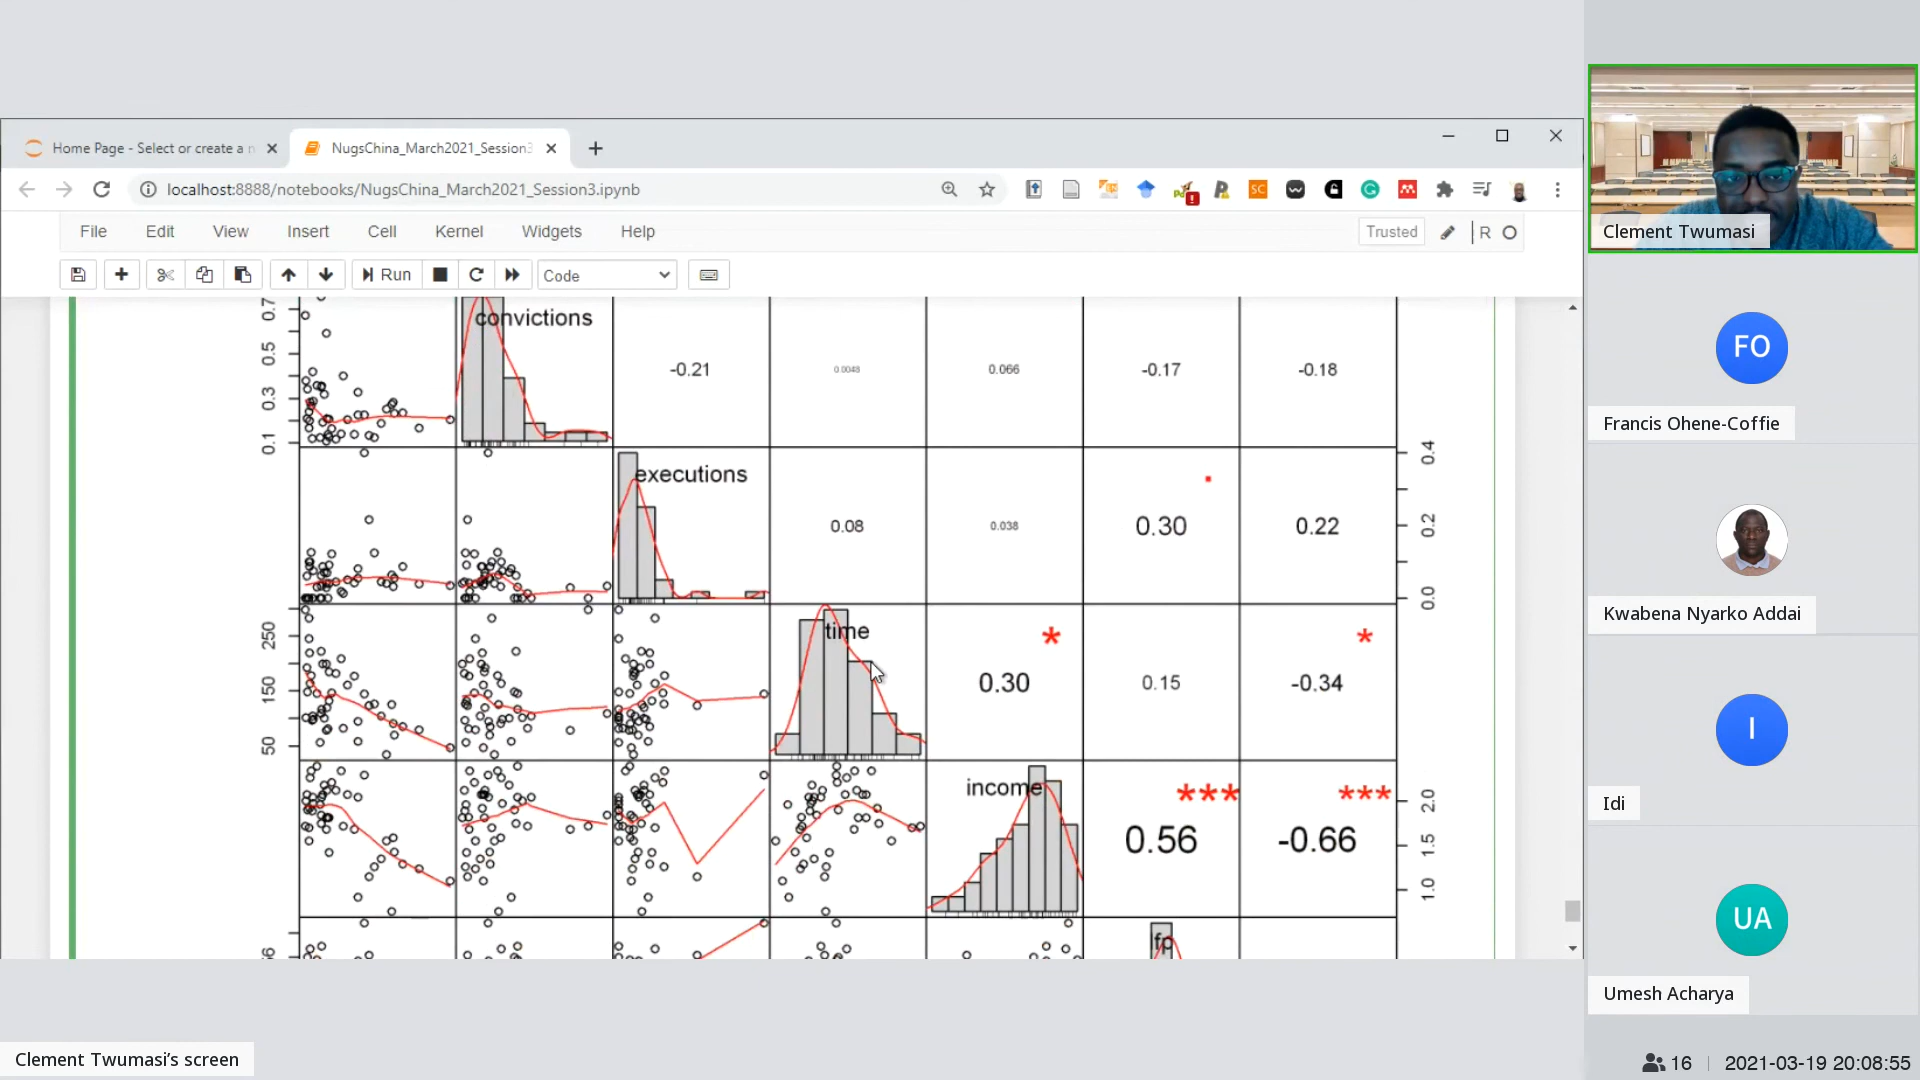 Home Page - Select or create a n
NugsChina_March2021_Session3
localhost:8888/notebooks/NugsChina_March2021_Session3.ipynb
File Edit View Insert Cell Kernel Widgets Help
Trusted R
Run Code
0.7
0.5
0.3
0.1
convictions
-0.21
0.0048
0.066
-0.17
-0.18
executions
0.08
0.038
0.30
.
0.22
0.4
0.2
0.0
250
150
50
time
0.30
*
0.15
-0.34
*
income
0.56
***
-0.66
***
2.0
1.5
1.0
lfp
Clement Twumasi
FO
Francis Ohene-Coffie
Kwabena Nyarko Addai
I
Idi
UA
Umesh Acharya
Clement Twumasi's screen
16
2021-03-19 20:08:55